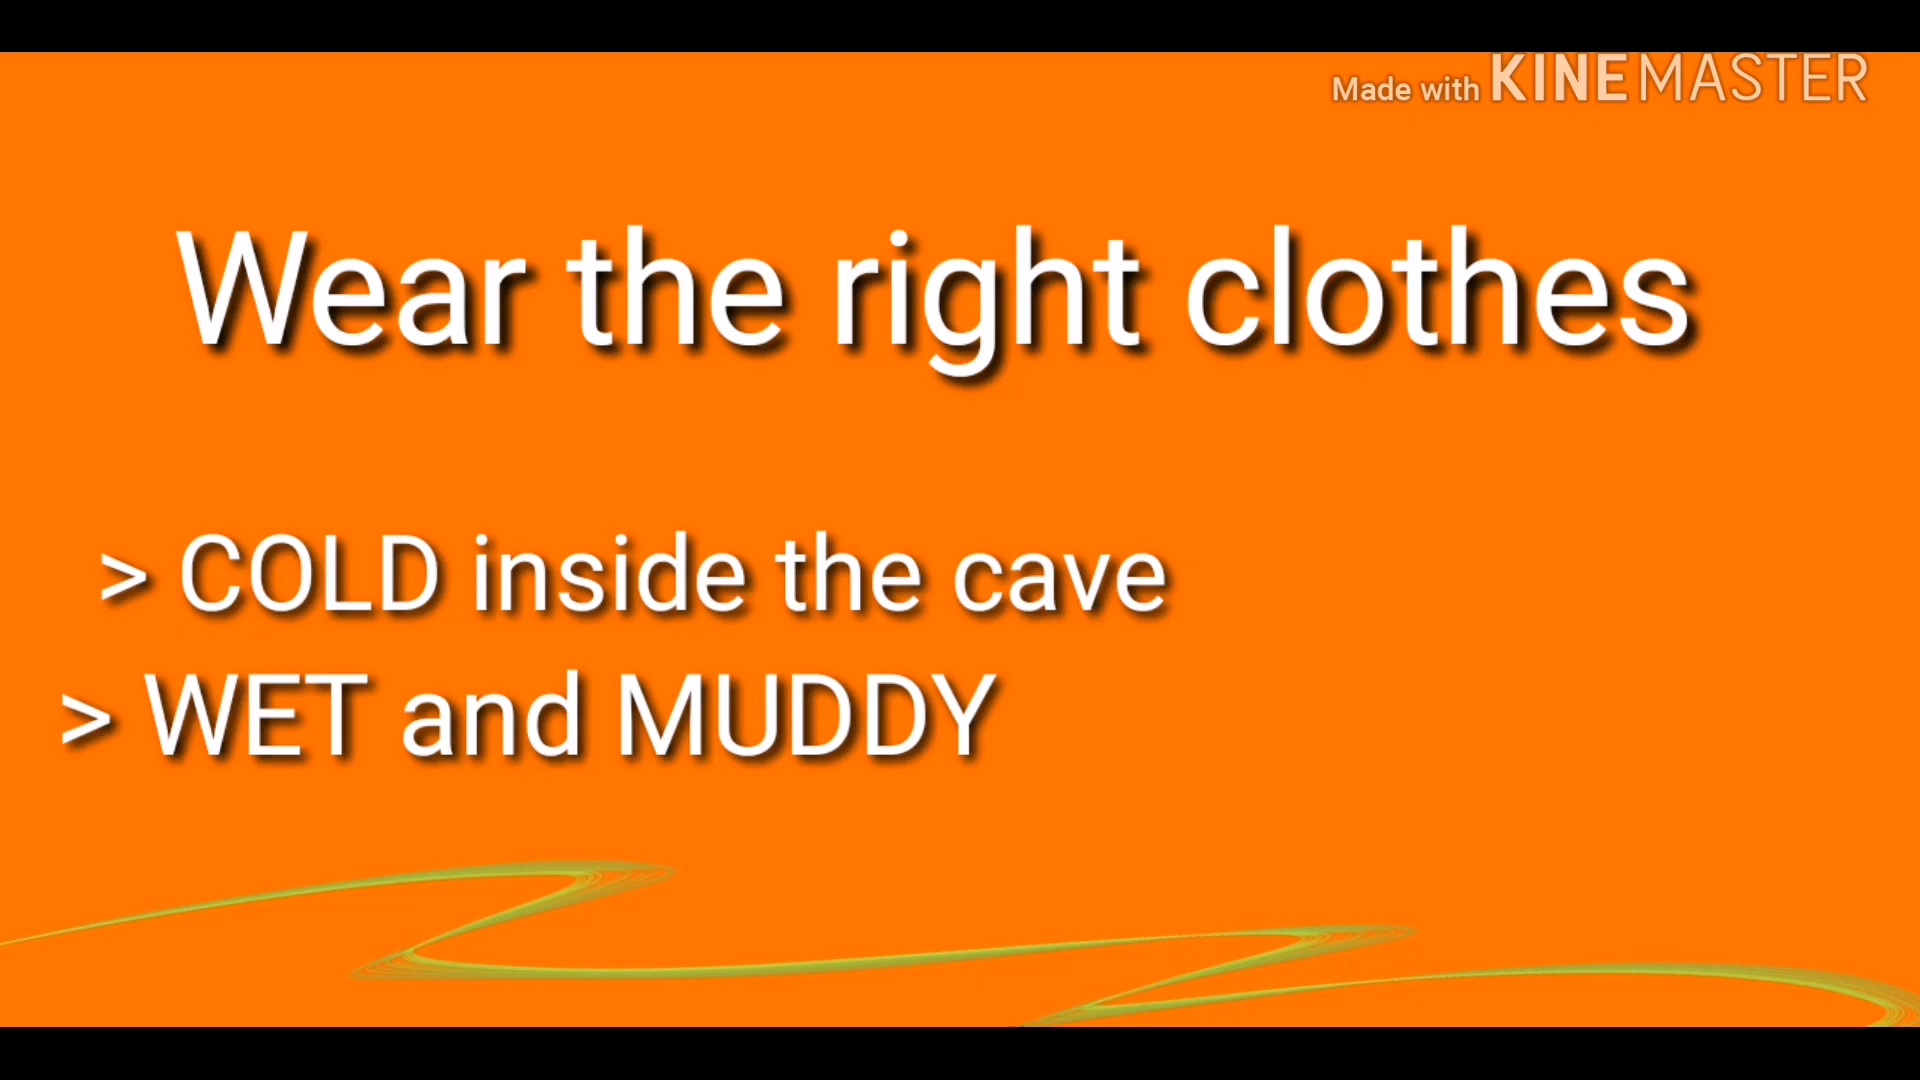 Made with KINEMASTER
Wear the right clothes
> COLD inside the cave
> WET and MUDDY